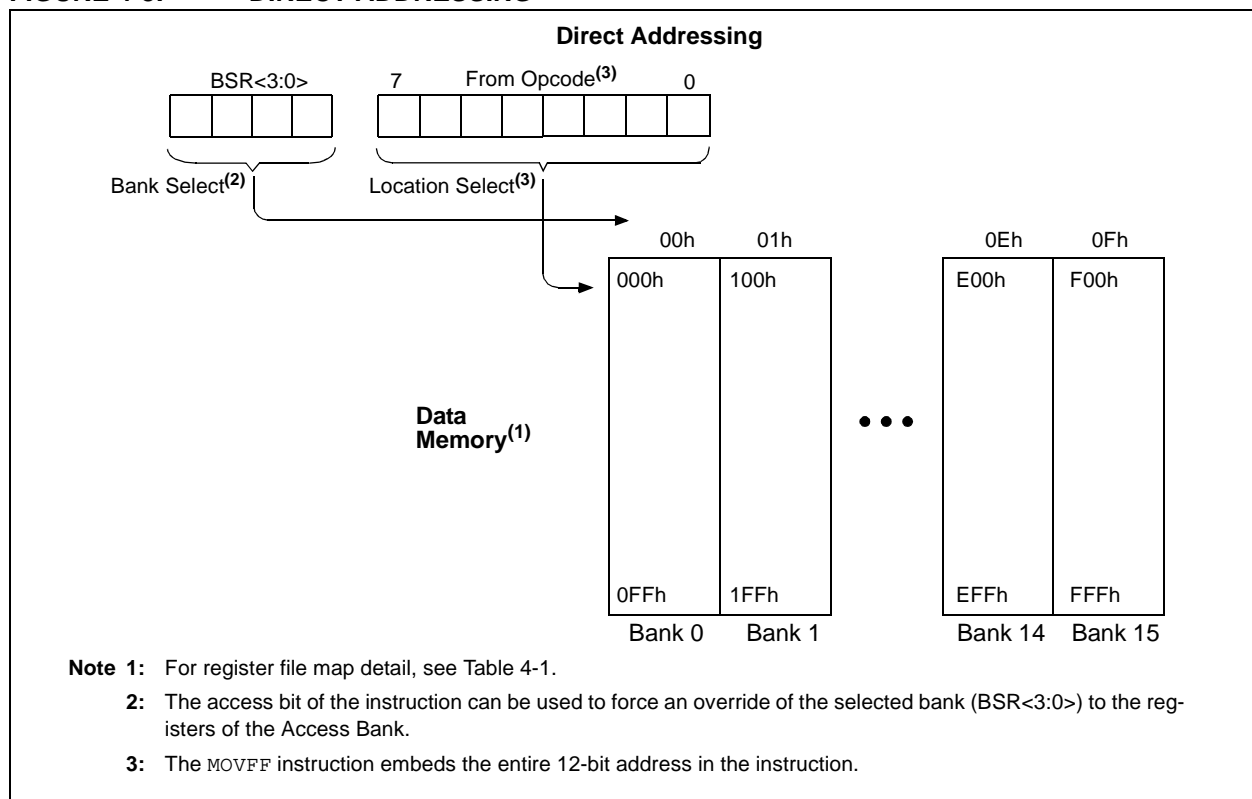 Direct Addressing
BSR<3:0>
7 From Opcode(3) 0
Bank Select(2)
Location Select(3)
00h 01h 0Eh 0Fh
000h 100h E00h F00h
Data
Memory(1)
0FFh 1FFh EFFh FFFh
Bank 0 Bank 1 Bank 14 Bank 15
Note 1: For register file map detail, see Table 4-1.
2: The access bit of the instruction can be used to force an override of the selected bank (BSR<3:0>) to the reg-
isters of the Access Bank.
3: The MOVFF instruction embeds the entire 12-bit address in the instruction.